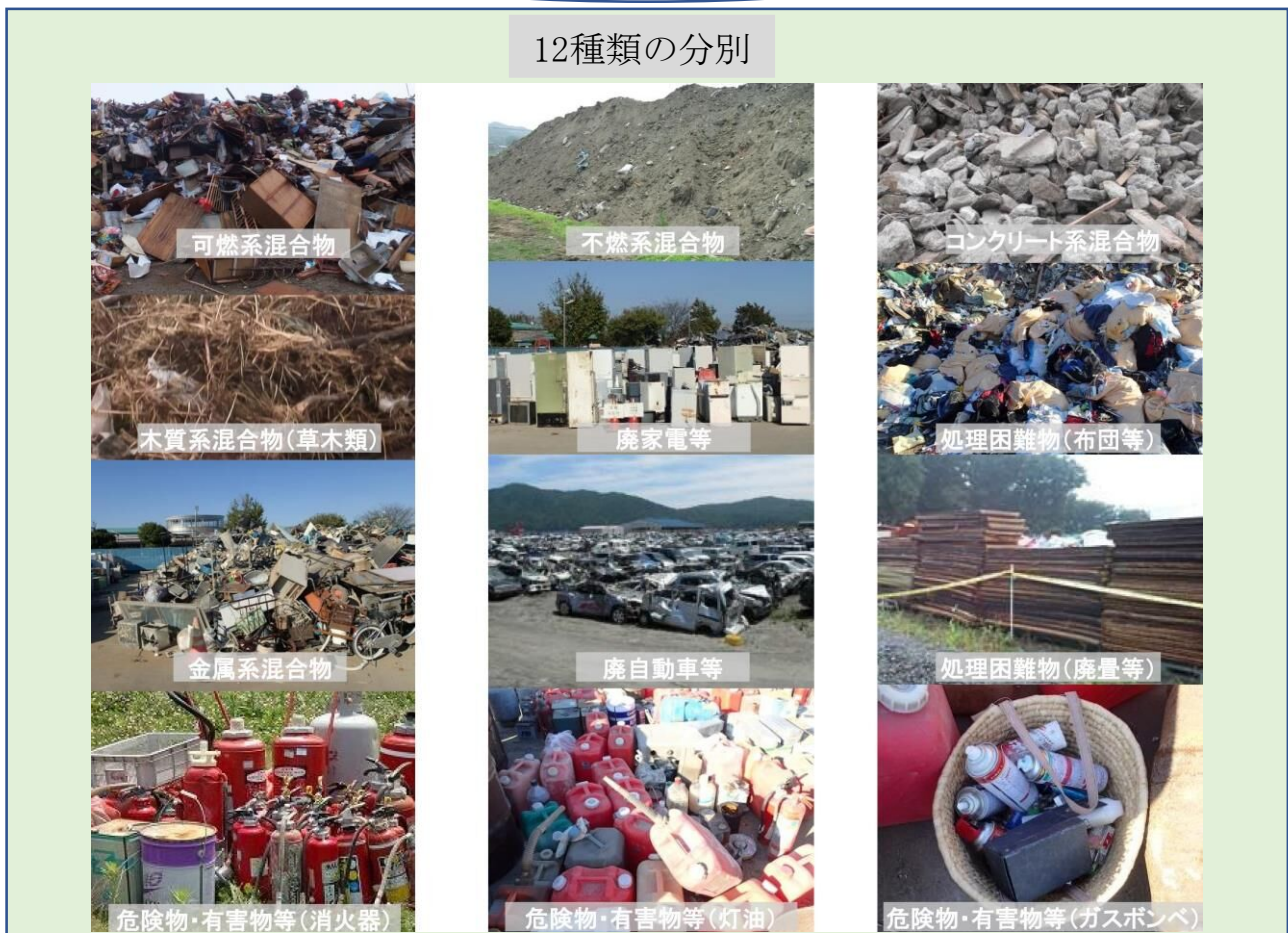 12種類の分別
可燃系混合物
不燃系混合物
コンクリート系混合物
木質系混合物(草木類)
廃家電等
処理困難物(布団等)
金属系混合物
廃自動車等
処理困難物(廃畳等)
危険物・有害物等(消火器)
危険物・有害物等(灯油)
危険物・有害物等(ガスボンベ)